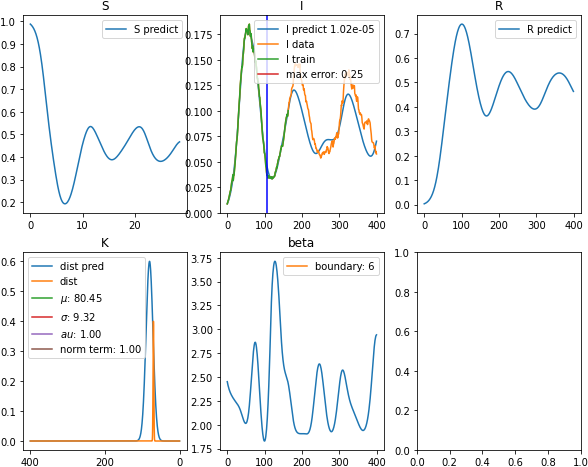 S
I
R
S predict
I predict 1.02e-05
I data
I train
max error: 0.25
R predict
1.0
0.9
0.8
0.7
0.6
0.5
0.4
0.3
0.2
0 10 20
0.175
0.150
0.125
0.100
0.075
0.050
0.025
0.000
0 100 200 300 400
0.7
0.6
0.5
0.4
0.3
0.2
0.1
0.0
0 100 200 300 400
K
beta
dist pred
dist
μ: 80.45
σ: 9.32
au: 1.00
norm term: 1.00
boundary: 6
0.6
0.5
0.4
0.3
0.2
0.1
0.0
400 200 0
3.75
3.50
3.25
3.00
2.75
2.50
2.25
2.00
1.75
0 100 200 300 400
1.0
0.8
0.6
0.4
0.2
0.0
0.0 0.2 0.4 0.6 0.8 1.0